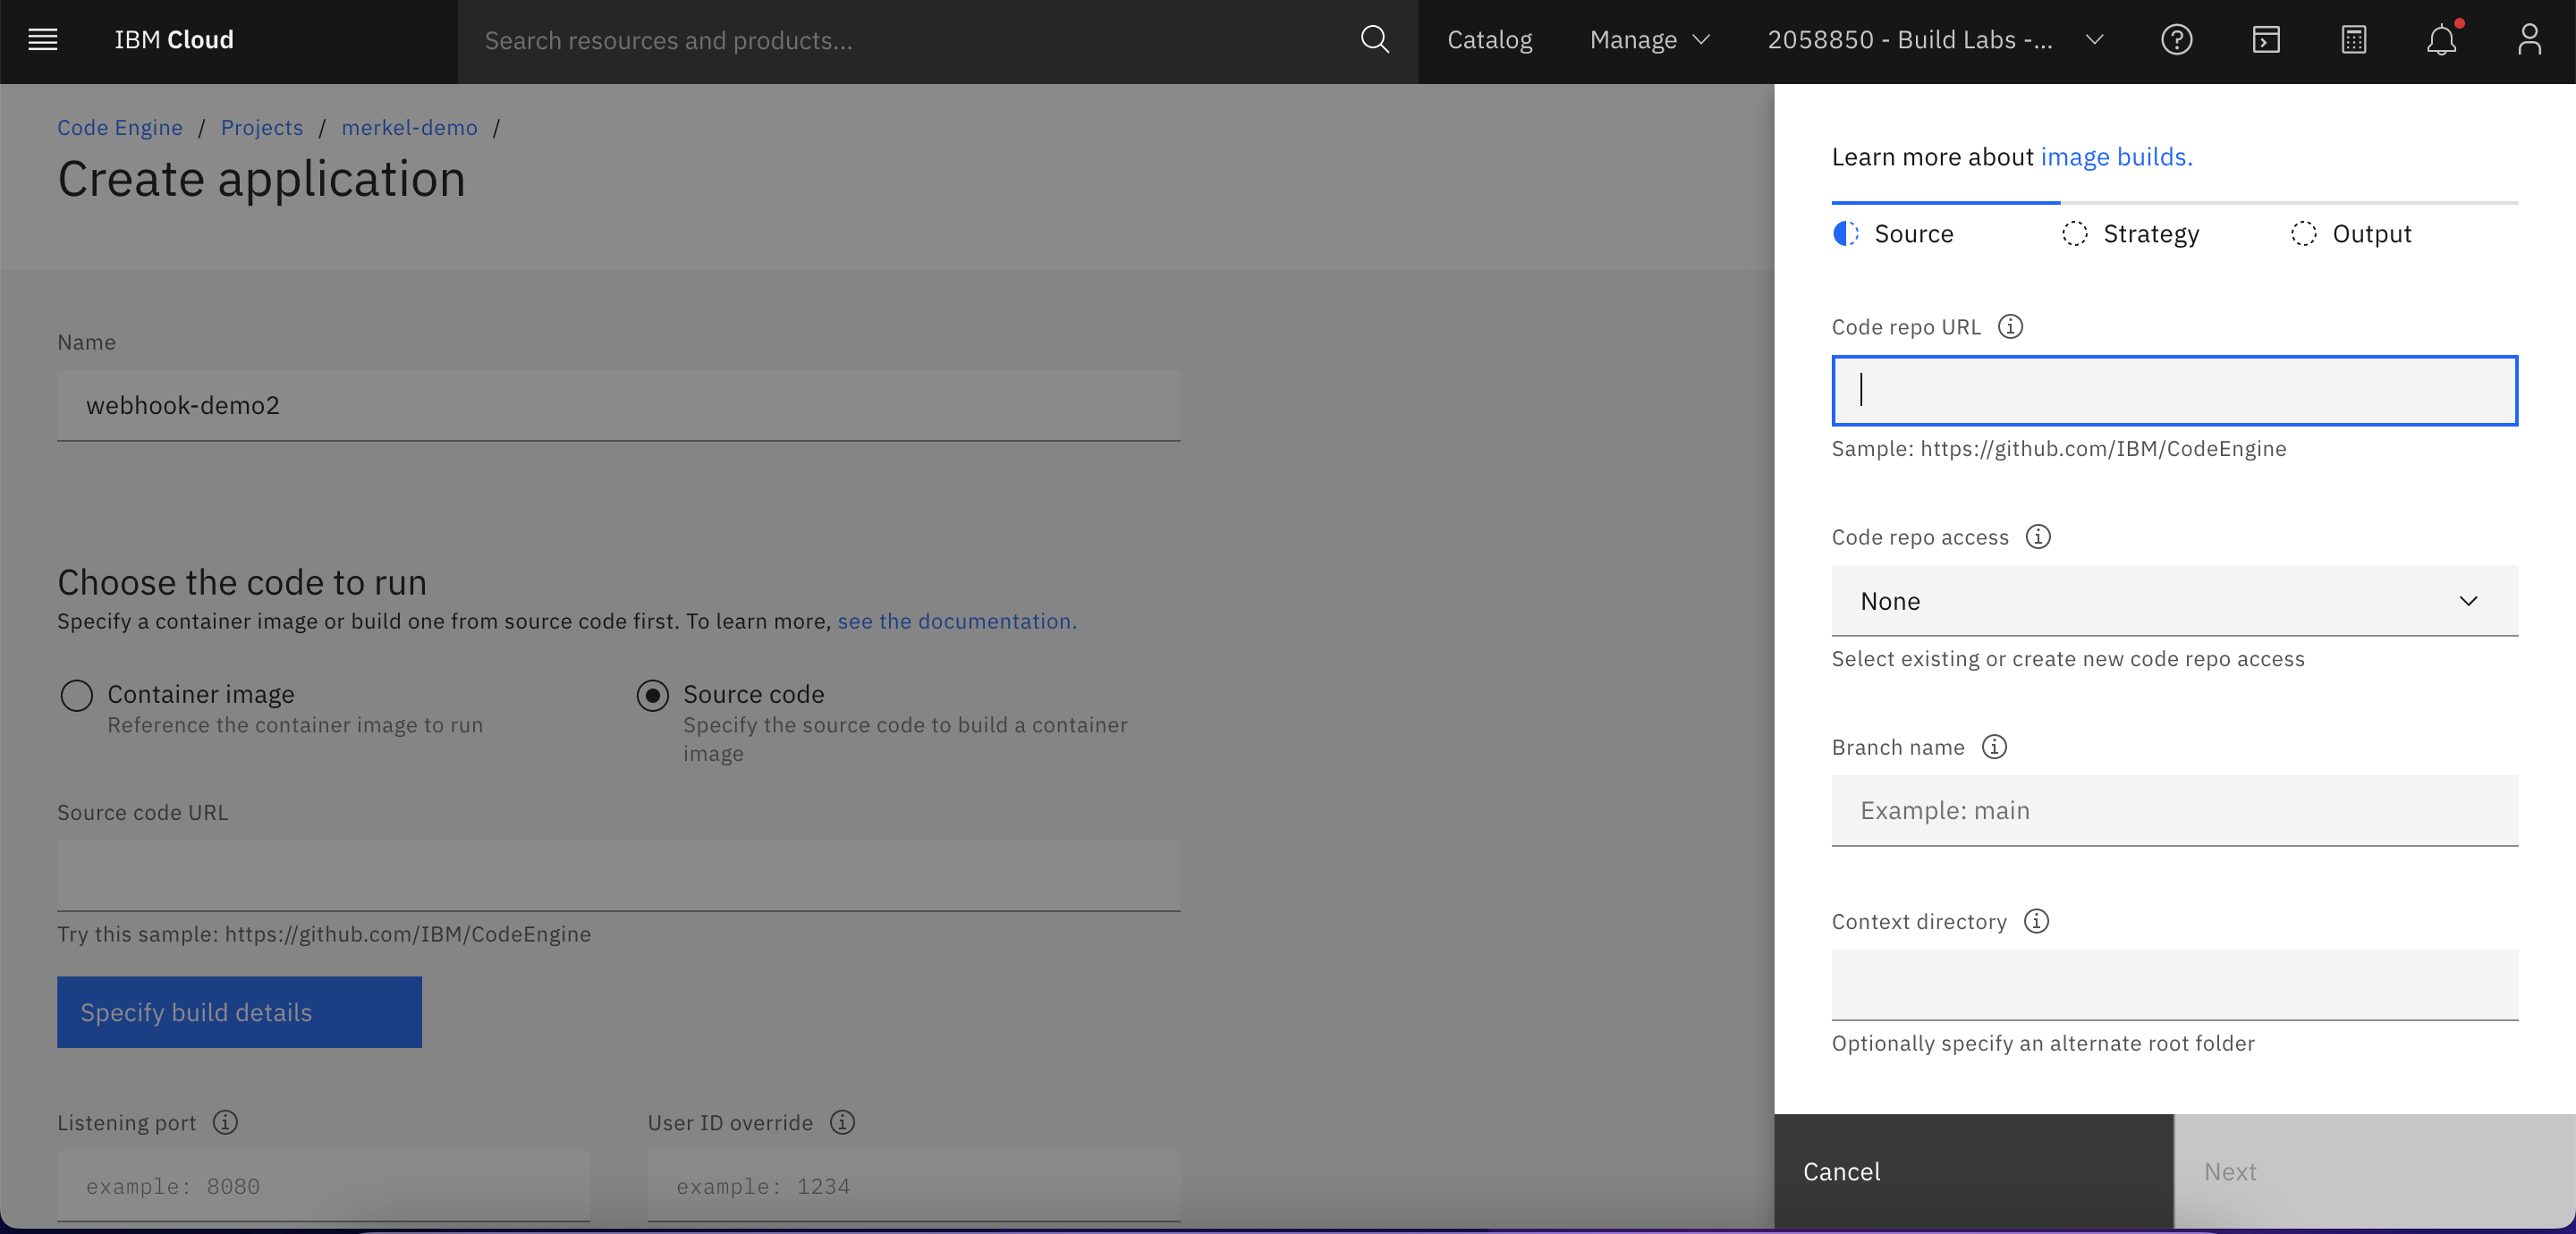 IBM Cloud
Search resources and products...
Catalog
Manage
2058850 - Build Labs -...
Code Engine / Projects / merkel-demo /
Create application
Name
webhook-demo2
Choose the code to run
Specify a container image or build one from source code first. To learn more, see the documentation.
Container image
Reference the container image to run
Source code
Specify the source code to build a container
image
Source code URL
Try this sample: https://github.com/IBM/CodeEngine
Specify build details
Listening port
example: 8080
User ID override
example: 1234
Learn more about image builds.
Source
Strategy
Output
Code repo URL
Sample: https://github.com/IBM/CodeEngine
Code repo access
None
Select existing or create new code repo access
Branch name
Example: main
Context directory
Optionally specify an alternate root folder
Cancel
Next